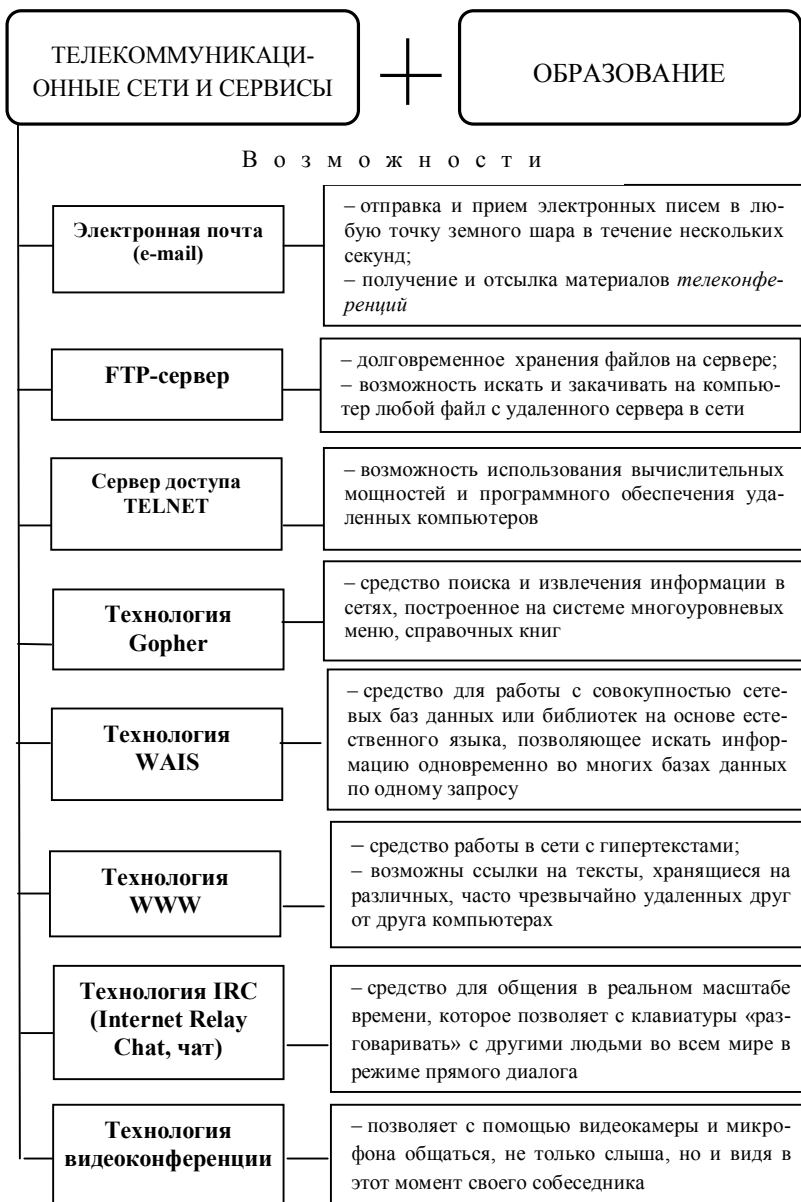 ТЕЛЕКОММУНИКАЦИ-
ОННЫЕ СЕТИ И СЕРВИСЫ
ОБРАЗОВАНИЕ
В о з м о ж н о с т и
Электронная почта
(e-mail)
– отправка и прием электронных писем в лю-
бую точку земного шара в течение нескольких
секунд;
– получение и отсылка материалов телеконфе-
ренций
FTP-сервер
– долговременное хранения файлов на сервере;
– возможность искать и закачивать на компью-
тер любой файл с удаленного сервера в сети
Сервер доступа
TELNET
– возможность использования вычислительных
мощностей и программного обеспечения уда-
ленных компьютеров
Технология
Gopher
– средство поиска и извлечения информации в
сетях, построенное на системе многоуровневых
меню, справочных книг
Технология
WAIS
– средство для работы с совокупностью сете-
вых баз данных или библиотек на основе есте-
ственного языка, позволяющее искать инфор-
мацию одновременно во многих базах данных
по одному запросу
Технология
WWW
– средство работы в сети с гипертекстами;
– возможны ссылки на тексты, хранящиеся на
различных, часто чрезвычайно удаленных друг
от друга компьютерах
Технология IRC
(Internet Relay
Chat, чат)
– средство для общения в реальном масштабе
времени, которое позволяет с клавиатуры «раз-
говаривать» с другими людьми во всем мире в
режиме прямого диалога
Технология
видеоконференции
– позволяет с помощью видеокамеры и микро-
фона общаться, не только слыша, но и видя в
этот момент своего собеседника